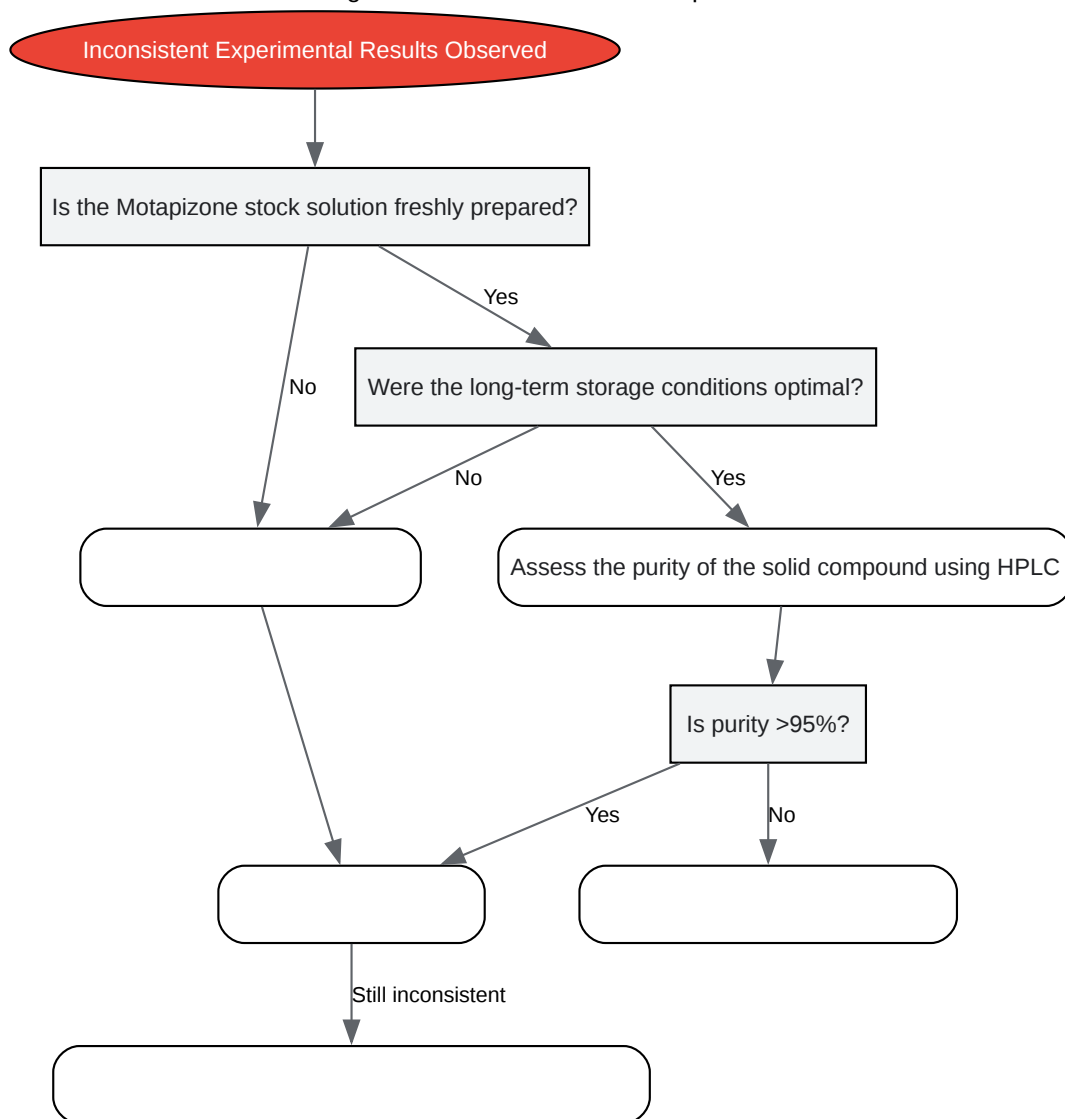 Inconsistent Experimental Results Observed
Is the Motapizone stock solution freshly prepared?
Yes
No
Were the long-term storage conditions optimal?
No
Yes
Assess the purity of the solid compound using HPLC
Is purity >95%?
Yes
No
Still inconsistent